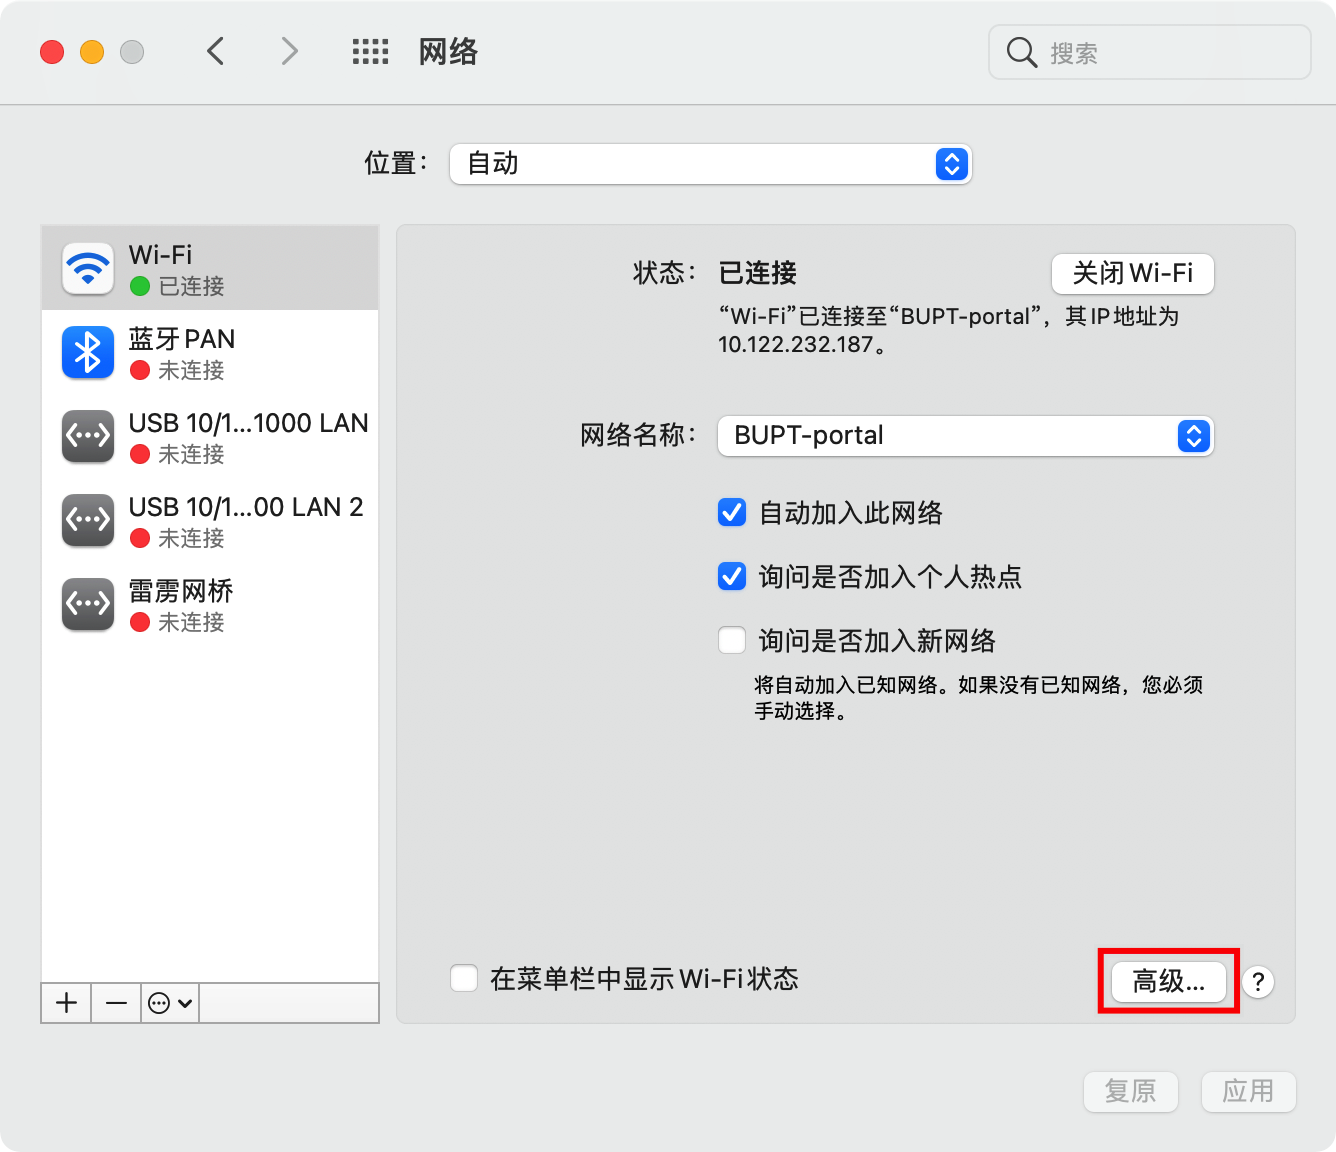 网络
搜索
位置：
自动
Wi-Fi
已连接
蓝牙 PAN
未连接
USB 10/1...1000 LAN
未连接
USB 10/1...00 LAN 2
未连接
雷雳网桥
未连接
状态：
已连接
关闭 Wi-Fi
“Wi-Fi”已连接至“BUPT-portal”，其 IP 地址为
10.122.232.187。
网络名称：
BUPT-portal
自动加入此网络
询问是否加入个人热点
询问是否加入新网络
将自动加入已知网络。如果没有已知网络，您必须
手动选择。
在菜单栏中显示 Wi-Fi 状态
高级...
?
复原
应用